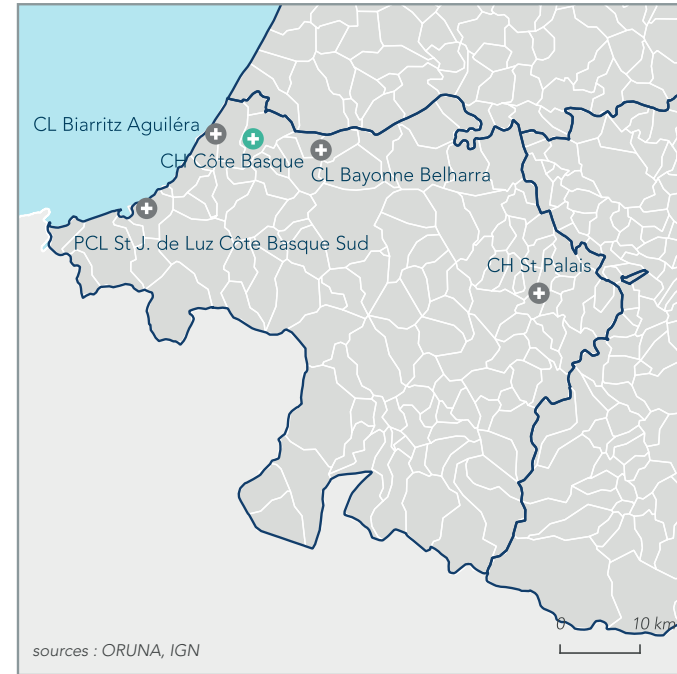 CL Biarritz Aguiléra
CH Côte Basque
CL Bayonne Belharra
PCL St J. de Luz Côte Basque Sud
CH St Palais
0 10 km
sources : ORUNA, IGN